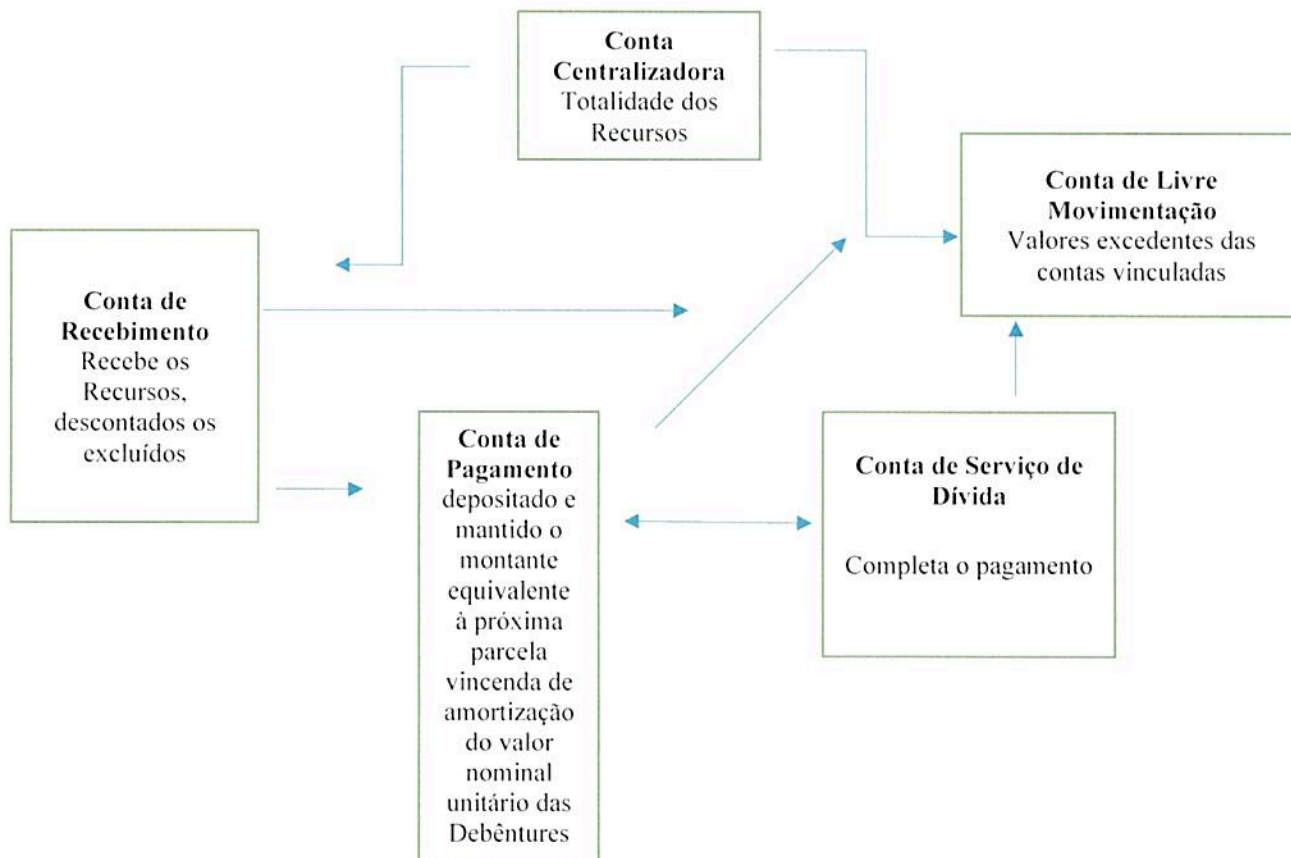 Conta
Centralizadora
Totalidade dos
Recursos
Conta de Livre
Movimentação
Valores excedentes das
contas vinculadas
Conta de
Recebimento
Recebe os
Recursos,
descontados os
excluídos
Conta de
Pagamento
depositado e
mantido o
montante
equivalente
à próxima
parcela
vincenda de
amortização
do valor
nominal
unitário das
Debêntures
Conta de Serviço de
Dívida
Completa o pagamento